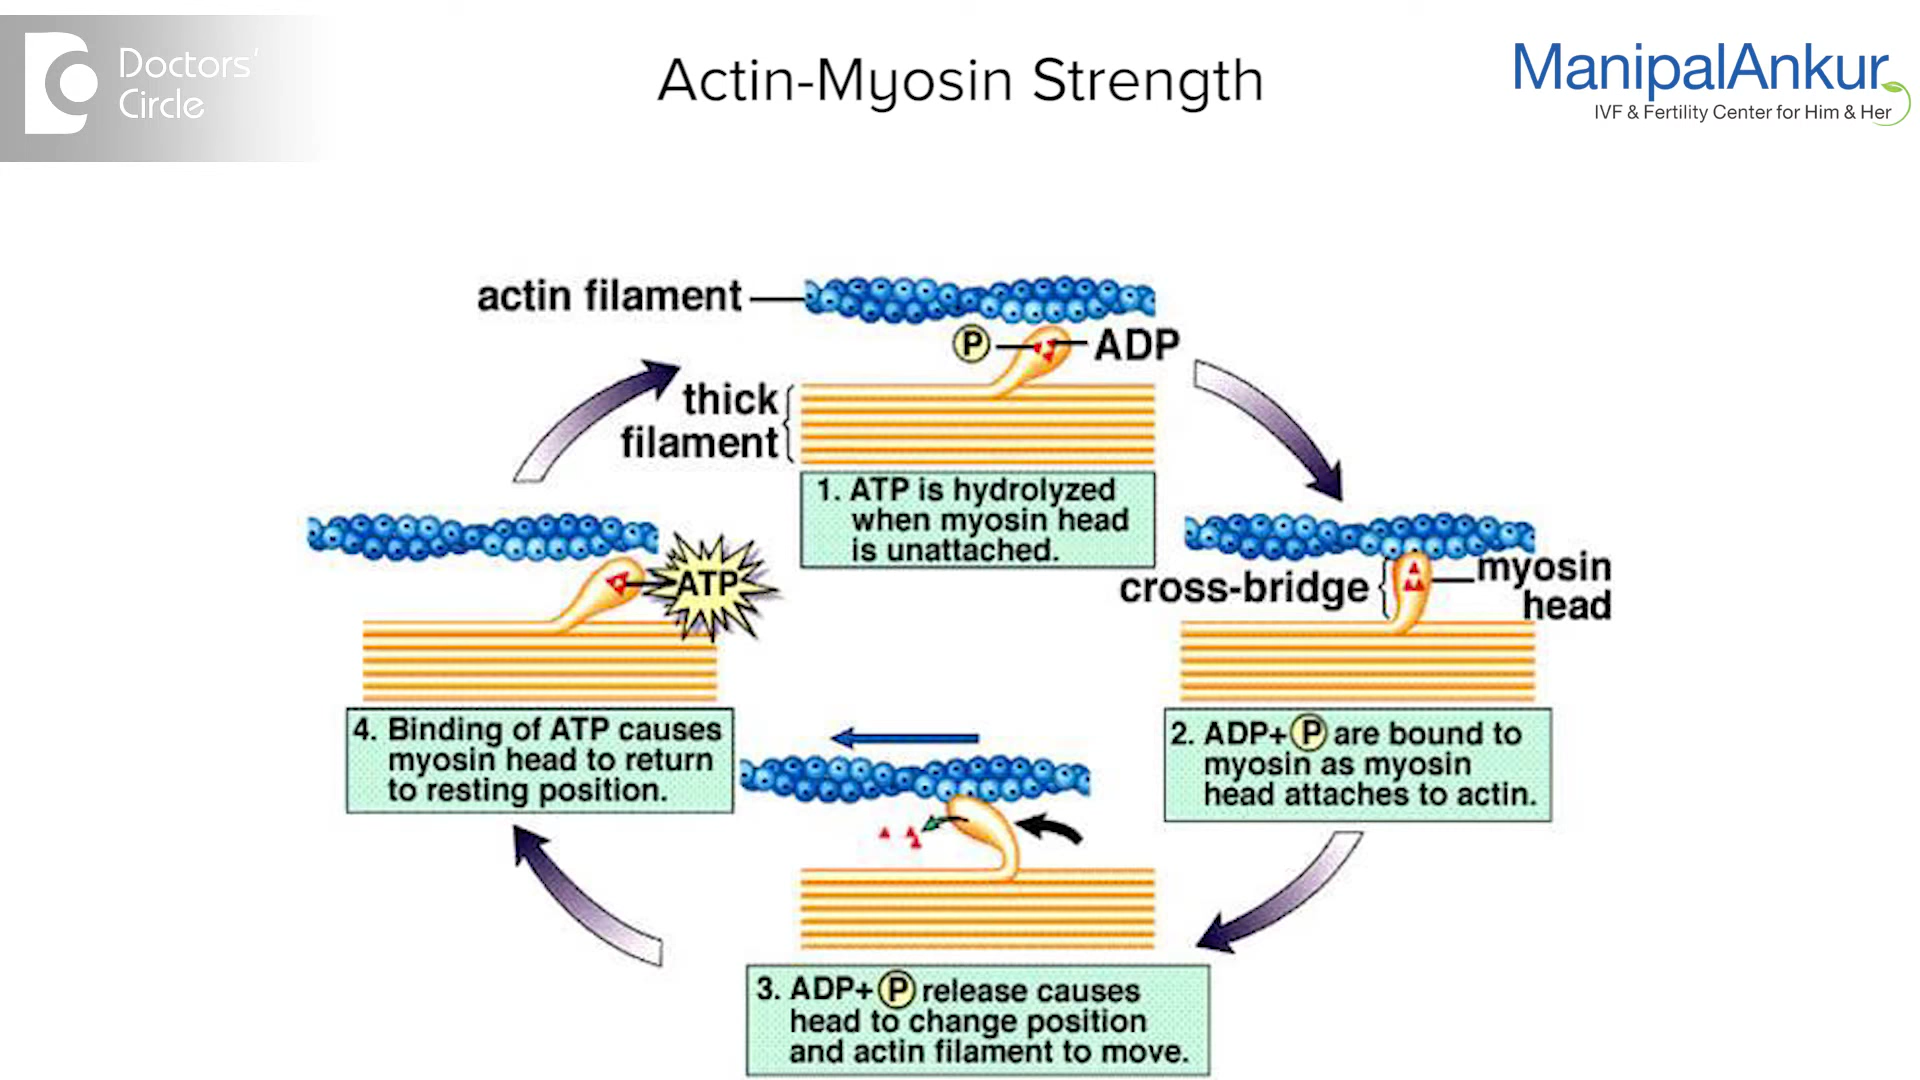 Doctors'
Circle
Actin-Myosin Strength
ManipalAnkur
IVF & Fertility Center for Him & Her
actin filament
P
ADP
thick
filament
1. ATP is hydrolyzed
when myosin head
is unattached.
cross-bridge
myosin
head
2. ADP+ P are bound to
myosin as myosin
head attaches to actin.
3. ADP+ P release causes
head to change position
and actin filament to move.
ATP
4. Binding of ATP causes
myosin head to return
to resting position.